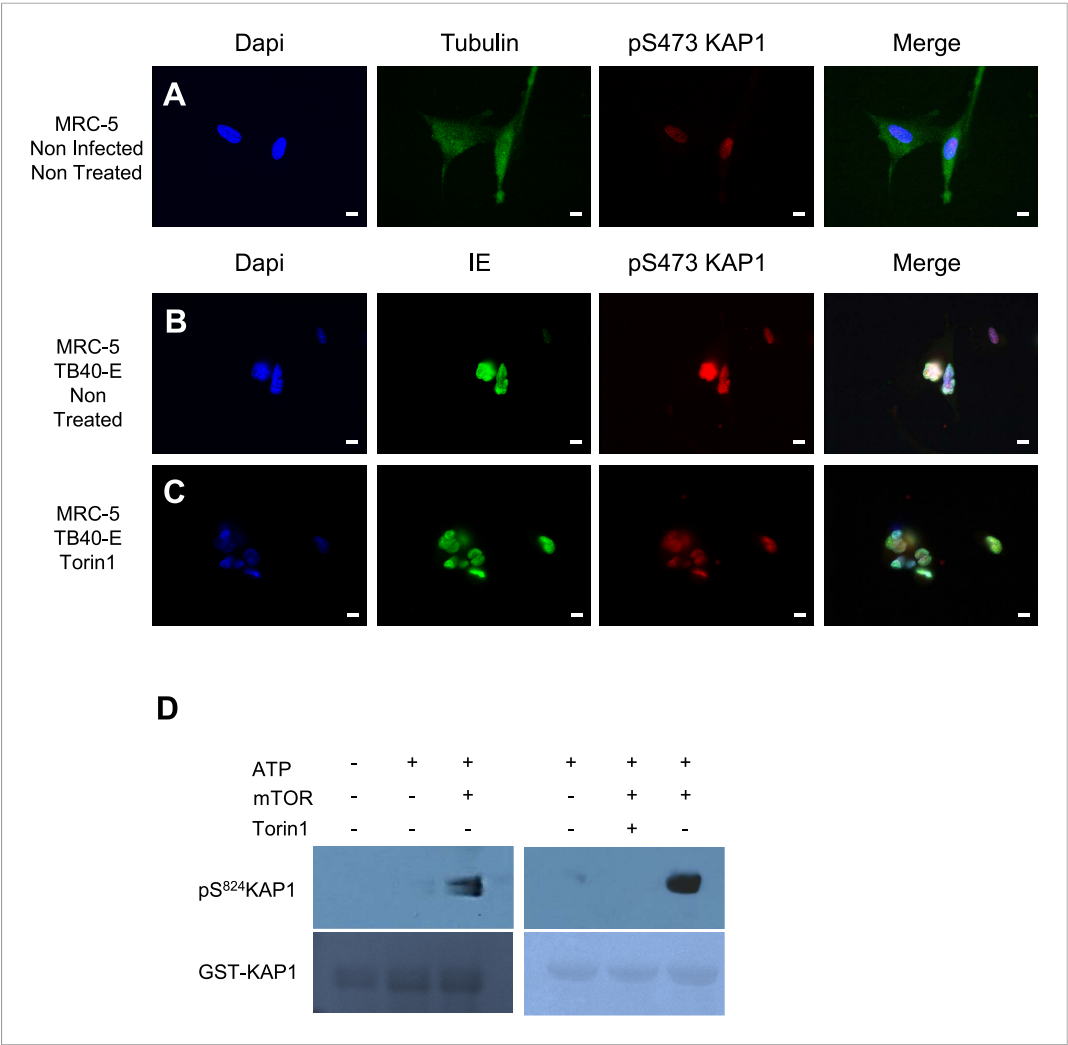 Dapi Tubulin pS473 KAP1 Merge
A
MRC-5
Non Infected
Non Treated
Dapi IE pS473 KAP1 Merge
B
MRC-5
TB40-E
Non
Treated
C
MRC-5
TB40-E
Torin1
D
ATP - + + + + +
mTOR - - + - + +
Torin1 - - - - + -
pS⁸²⁴KAP1
GST-KAP1